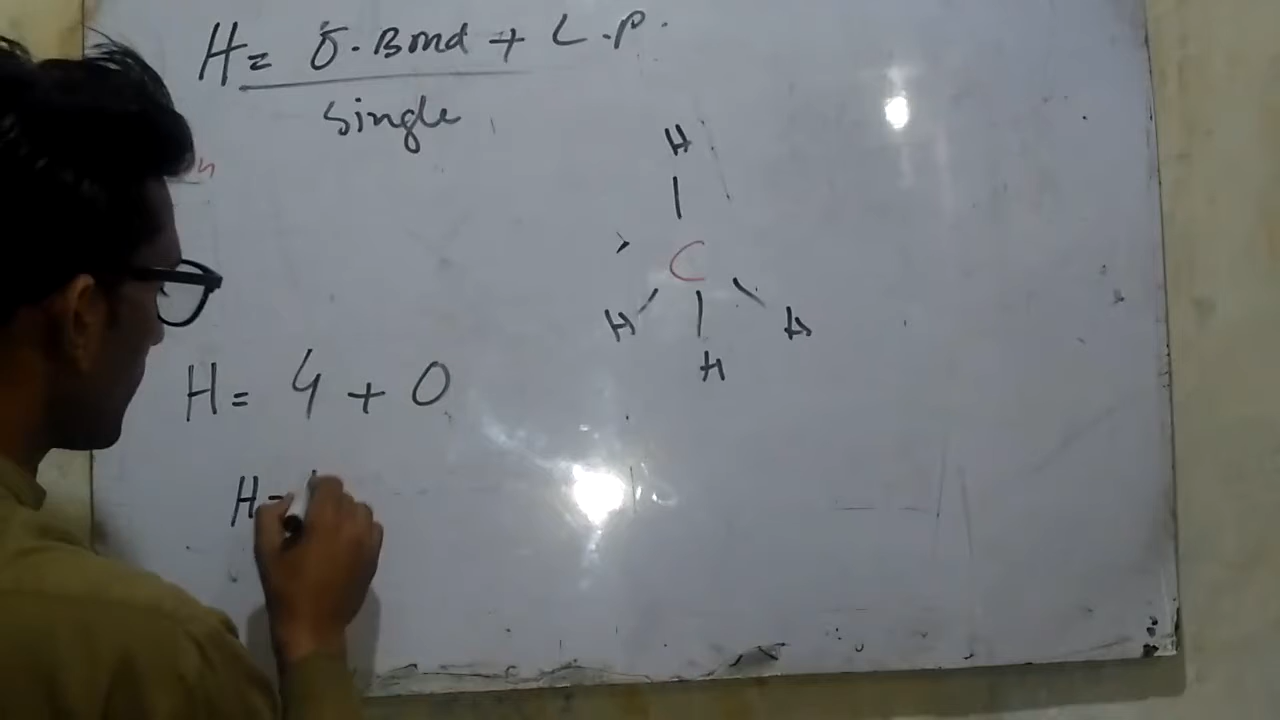 H = σ. Bond + L.P.
single
H
C
H H
H
H = 4 + 0
H =